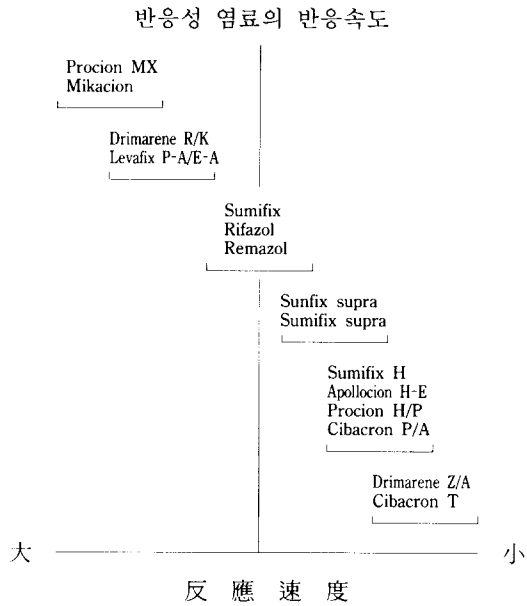 반응성 염료의 반응속도
Procion MX
Mikacion
Drimarene R/K
Levafix P-A/E-A
Sumifix
Rifazol
Remazol
Sunfix supra
Sumifix supra
Sumifix H
Apollocion H-E
Procion H/P
Cibacron P/A
Drimarene Z/A
Cibacron T
大 小
反應速度